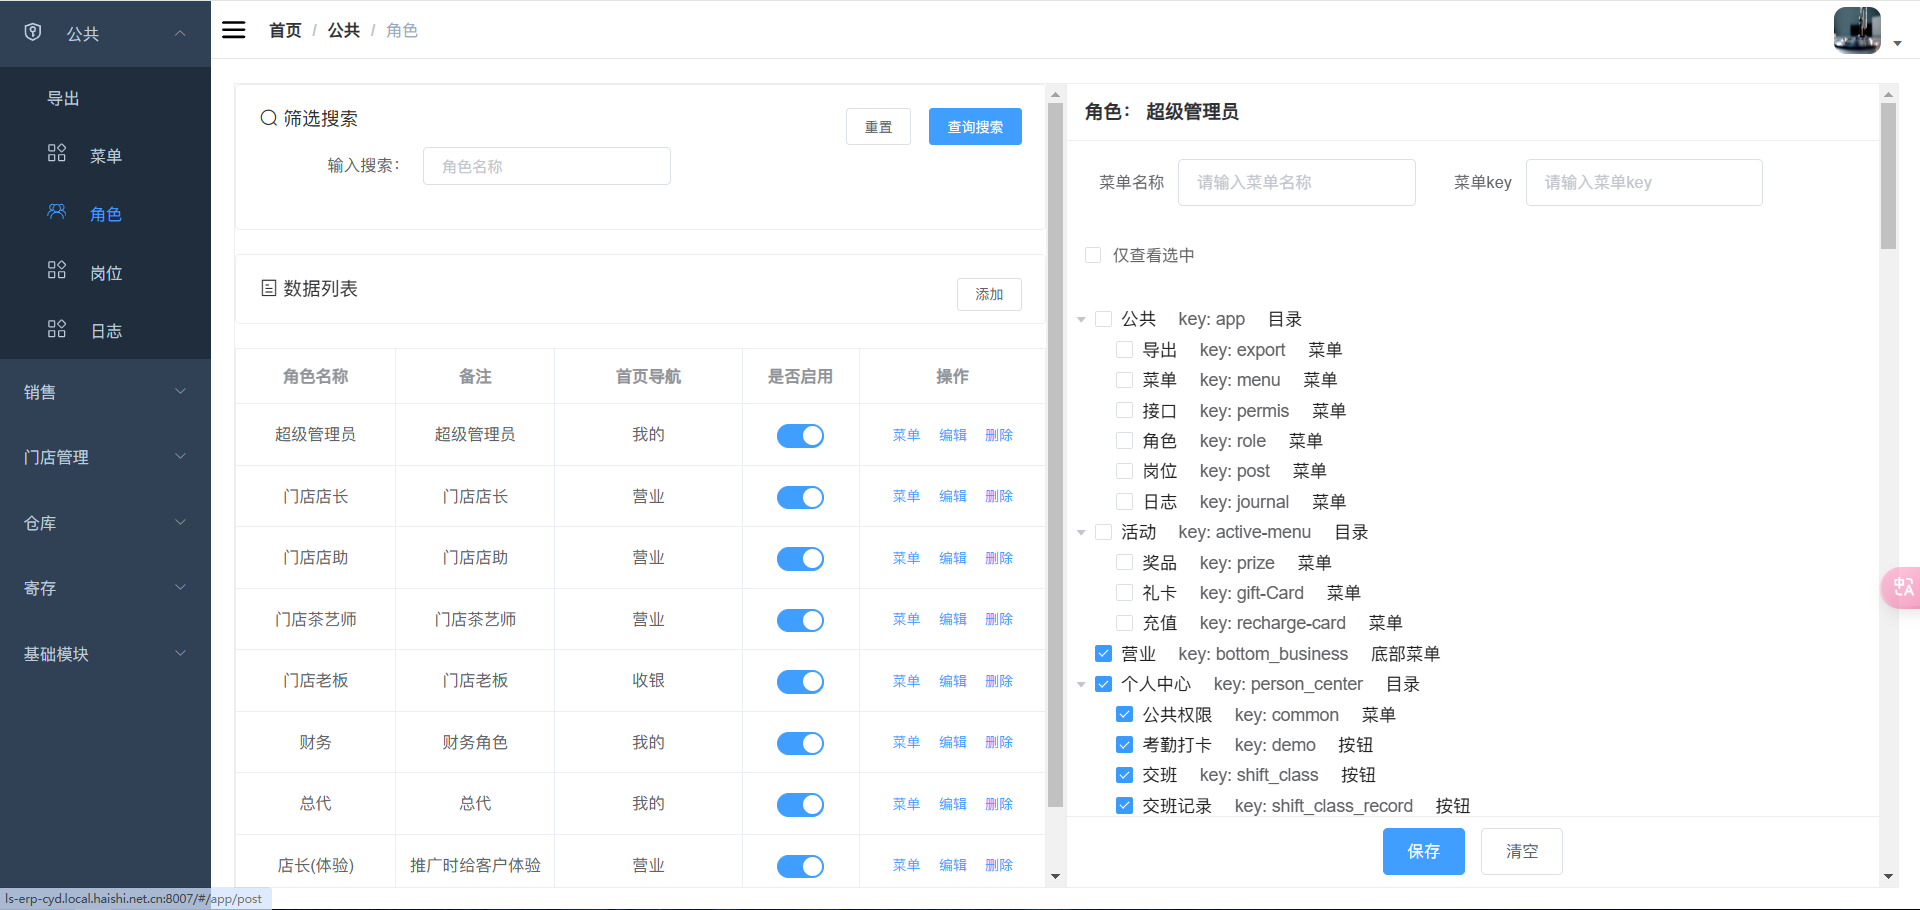 公共
导出
菜单
角色
岗位
日志
销售
门店管理
仓库
寄存
基础模块
首页 / 公共 / 角色
筛选搜索
重置
查询搜索
输入搜索：
角色名称
数据列表
添加
角色名称 备注 首页导航 是否启用 操作
超级管理员 超级管理员 我的 菜单 编辑 删除
门店店长 门店店长 营业 菜单 编辑 删除
门店店助 门店店助 营业 菜单 编辑 删除
门店茶艺师 门店茶艺师 营业 菜单 编辑 删除
门店老板 门店老板 收银 菜单 编辑 删除
财务 财务角色 我的 菜单 编辑 删除
总代 总代 我的 菜单 编辑 删除
店长(体验) 推广时给客户体验 营业 菜单 编辑 删除
角色： 超级管理员
菜单名称 请输入菜单名称 菜单key 请输入菜单key
仅查看选中
公共 key: app 目录
导出 key: export 菜单
菜单 key: menu 菜单
接口 key: permis 菜单
角色 key: role 菜单
岗位 key: post 菜单
日志 key: journal 菜单
活动 key: active-menu 目录
奖品 key: prize 菜单
礼卡 key: gift-Card 菜单
充值 key: recharge-card 菜单
营业 key: bottom_business 底部菜单
个人中心 key: person_center 目录
公共权限 key: common 菜单
考勤打卡 key: demo 按钮
交班 key: shift_class 按钮
交班记录 key: shift_class_record 按钮
保存 清空
中A
ls-erp-cyd.local.haishi.net.cn:8007/#/app/post